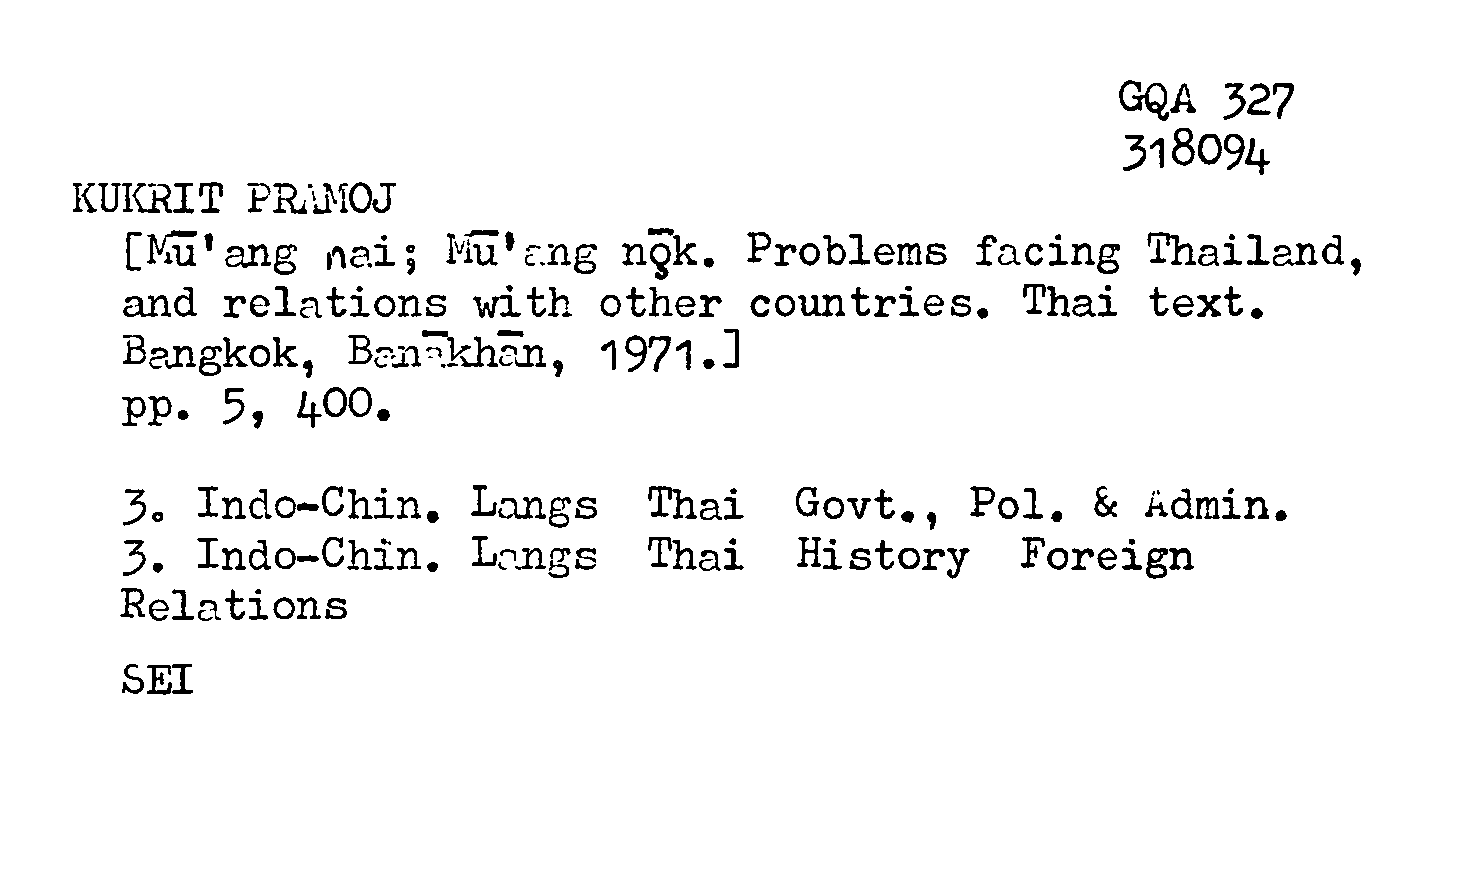 GQA 327
318094
KUKRIT PRAMOJ
[Mū'ang nai; Mū'ang nǭk. Problems facing Thailand,
and relations with other countries. Thai text.
Bangkok, Banākhān, 1971.]
pp. 5, 400.
3. Indo-Chin. Langs Thai Govt., Pol. & Admin.
3. Indo-Chin. Langs Thai History Foreign
Relations
SEI